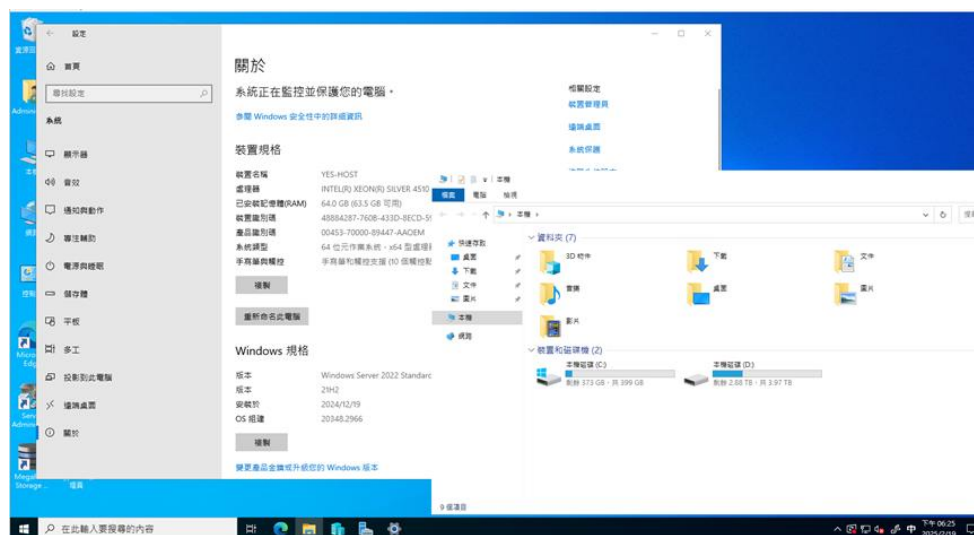 設定
首頁
尋找設定
系統
顯示器
音效
通知與動作
專注輔助
電源與睡眠
儲存體
平板
多工
投影到此電腦
遠端桌面
關於
關於
系統正在監控並保護您的電腦。
參閱 Windows 安全性中的詳細資訊
裝置規格
裝置名稱 YES-HOST
處理器 INTEL(R) XEON(R) SILVER 4510
已安裝記憶體(RAM) 64.0 GB (63.5 GB 可用)
裝置識別碼 48884287-760B-433D-8ECD-
產品識別碼 00453-70000-89447-AAOEM
系統類型 64 位元作業系統，x64 型處理
手寫筆與觸控 手寫筆和觸控支援 (10 個觸控點
複製
重新命名此電腦
Windows 規格
版本 Windows Server 2022 Standard
版本 21H2
安裝於 2024/12/19
OS 組建 20348.2966
複製
變更產品金鑰或升級您的 Windows 版本
相關設定
裝置管理員
遠端桌面
系統保護
本機
檔案 電腦 檢視
本機
快速存取
桌面
下載
文件
圖片
本機
網路
資料夾 (7)
3D 物件
下載
文件
音樂
桌面
圖片
影片
裝置和磁碟機 (2)
本機磁碟 (C:)
剩餘 373 GB，共 399 GB
本機磁碟 (D:)
剩餘 2.68 TB，共 3.97 TB
9 個項目
在此輸入要搜尋的內容
中
下午 06:25
2025/2/19